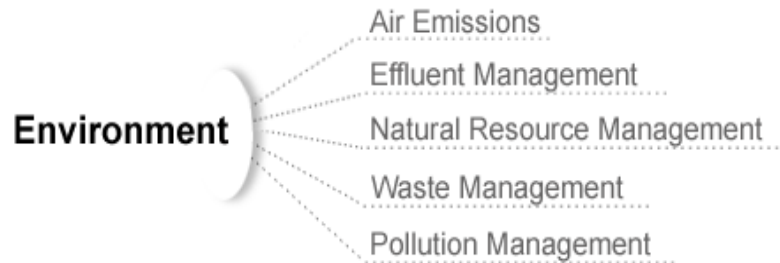 Environment
Air Emissions
Effluent Management
Natural Resource Management
Waste Management
Pollution Management